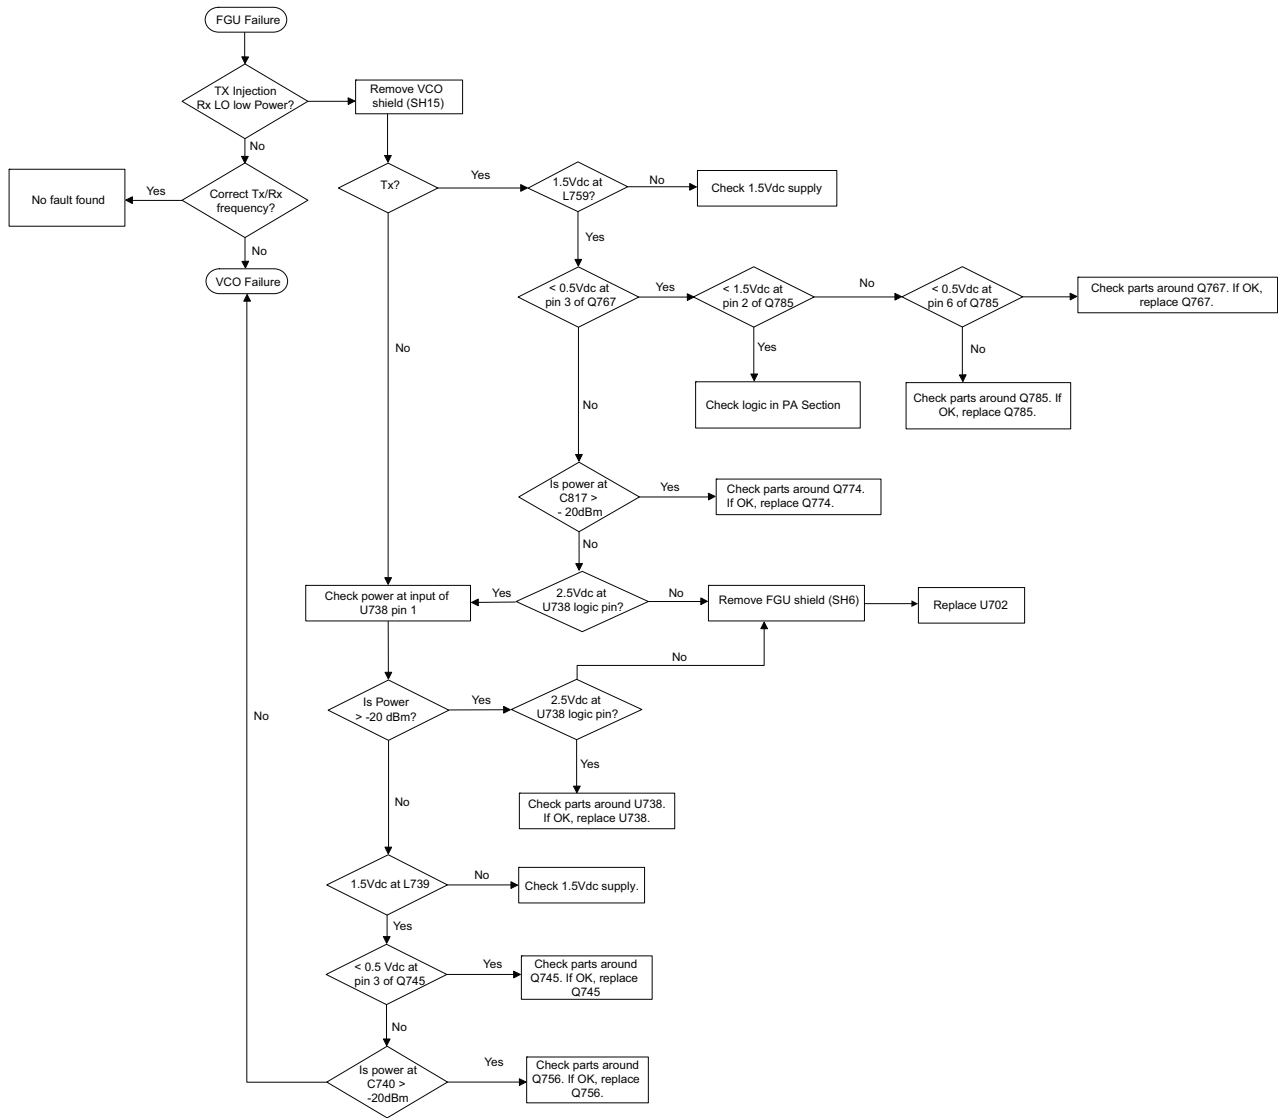 FGU Failure
TX Injection
Rx LO low Power?
Remove VCO
shield (SH15)
No
No fault found
Yes
Correct Tx/Rx
frequency?
No
VCO Failure
Tx?
Yes
1.5Vdc at
L759?
No
Check 1.5Vdc supply
Yes
< 0.5Vdc at
pin 3 of Q767
Yes
< 1.5Vdc at
pin 2 of Q785
No
< 0.5Vdc at
pin 6 of Q785
Check parts around Q767. If OK,
replace Q767.
No
Yes
No
Check logic in PA Section
Check parts around Q785. If
OK, replace Q785.
No
Is power at
C817 >
- 20dBm
Yes
Check parts around Q774.
If OK, replace Q774.
No
Check power at input of
U738 pin 1
Yes
2.5Vdc at
U738 logic pin?
No
Remove FGU shield (SH6)
Replace U702
No
No
Is Power
> -20 dBm?
Yes
2.5Vdc at
U738 logic pin?
Yes
No
Check parts around U738.
If OK, replace U738.
1.5Vdc at L739
No
Check 1.5Vdc supply.
Yes
< 0.5 Vdc at
pin 3 of Q745
Yes
Check parts around
Q745. If OK, replace
Q745
No
Is power at
C740 >
-20dBm
Yes
Check parts around
Q756. If OK, replace
Q756.